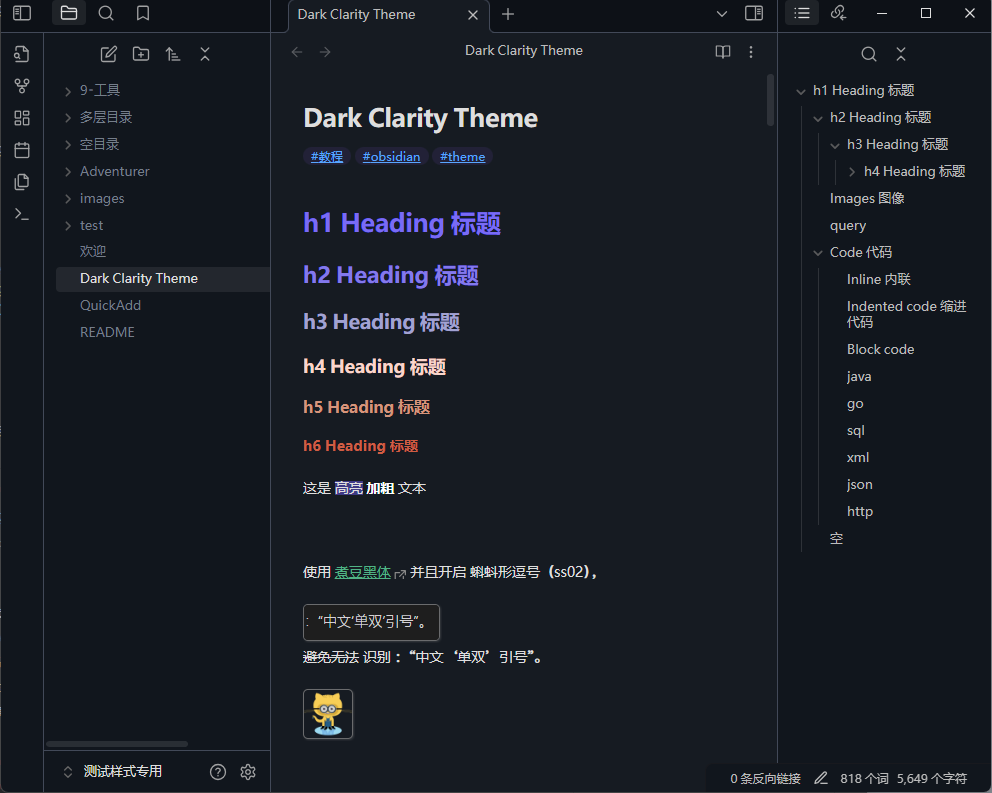 Dark Clarity Theme
Dark Clarity Theme
9-工具
多层目录
空目录
Adventurer
images
test
欢迎
Dark Clarity Theme
QuickAdd
README
测试样式专用
Dark Clarity Theme
#教程 #obsidian #theme
h1 Heading 标题
h2 Heading 标题
h3 Heading 标题
h4 Heading 标题
h5 Heading 标题
h6 Heading 标题
这是 高亮 加粗 文本
使用 煮豆黑体 并且开启 蝌蚪形逗号（ss02），
：“中文‘单双’引号”。
避免无法 识别：“中文‘单双’引号”。
h1 Heading 标题
h2 Heading 标题
h3 Heading 标题
h4 Heading 标题
Images 图像
query
Code 代码
Inline 内联
Indented code 缩进
代码
Block code
java
go
sql
xml
json
http
空
0 条反向链接 818 个词 5,649 个字符